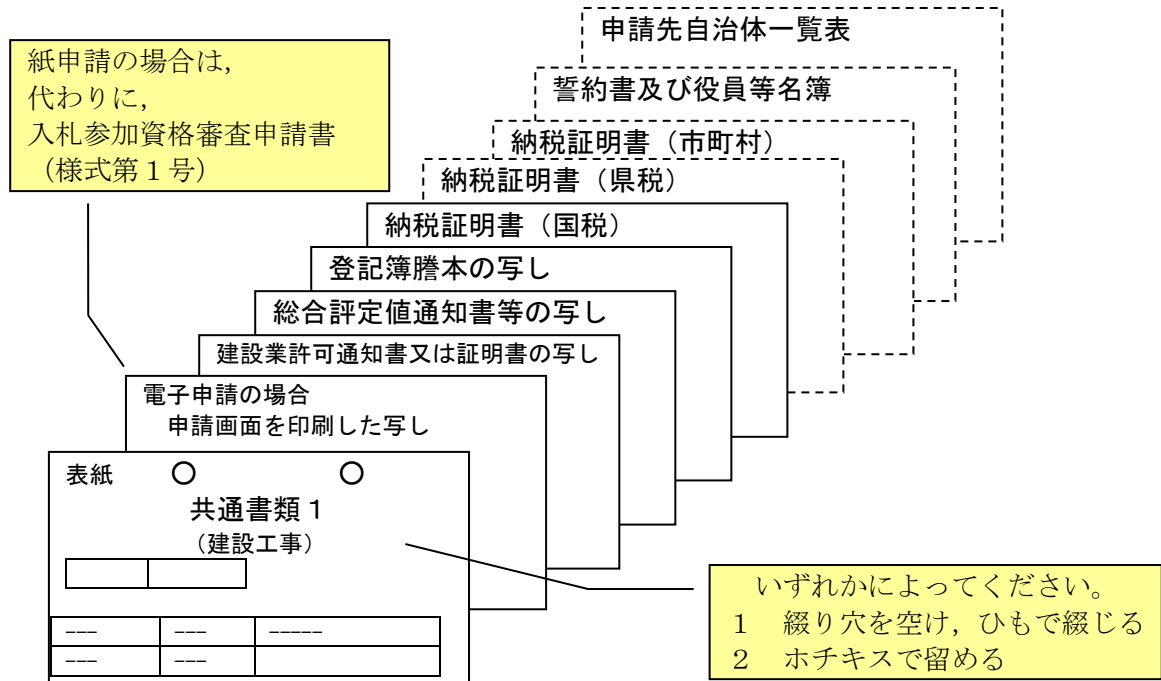 申請先自治体一覧表
誓約書及び役員等名簿
納税証明書（市町村）
納税証明書（県税）
納税証明書（国税）
登記簿謄本の写し
総合評定値通知書等の写し
建設業許可通知書又は証明書の写し
電子申請の場合
申請画面を印刷した写し
紙申請の場合は，
代わりに，
入札参加資格審査申請書
（様式第１号）
表紙　○　○
共通書類１
（建設工事）
--- --- -----
--- ---
いずれかによってください。
１　綴り穴を空け，ひもで綴じる
２　ホチキスで留める